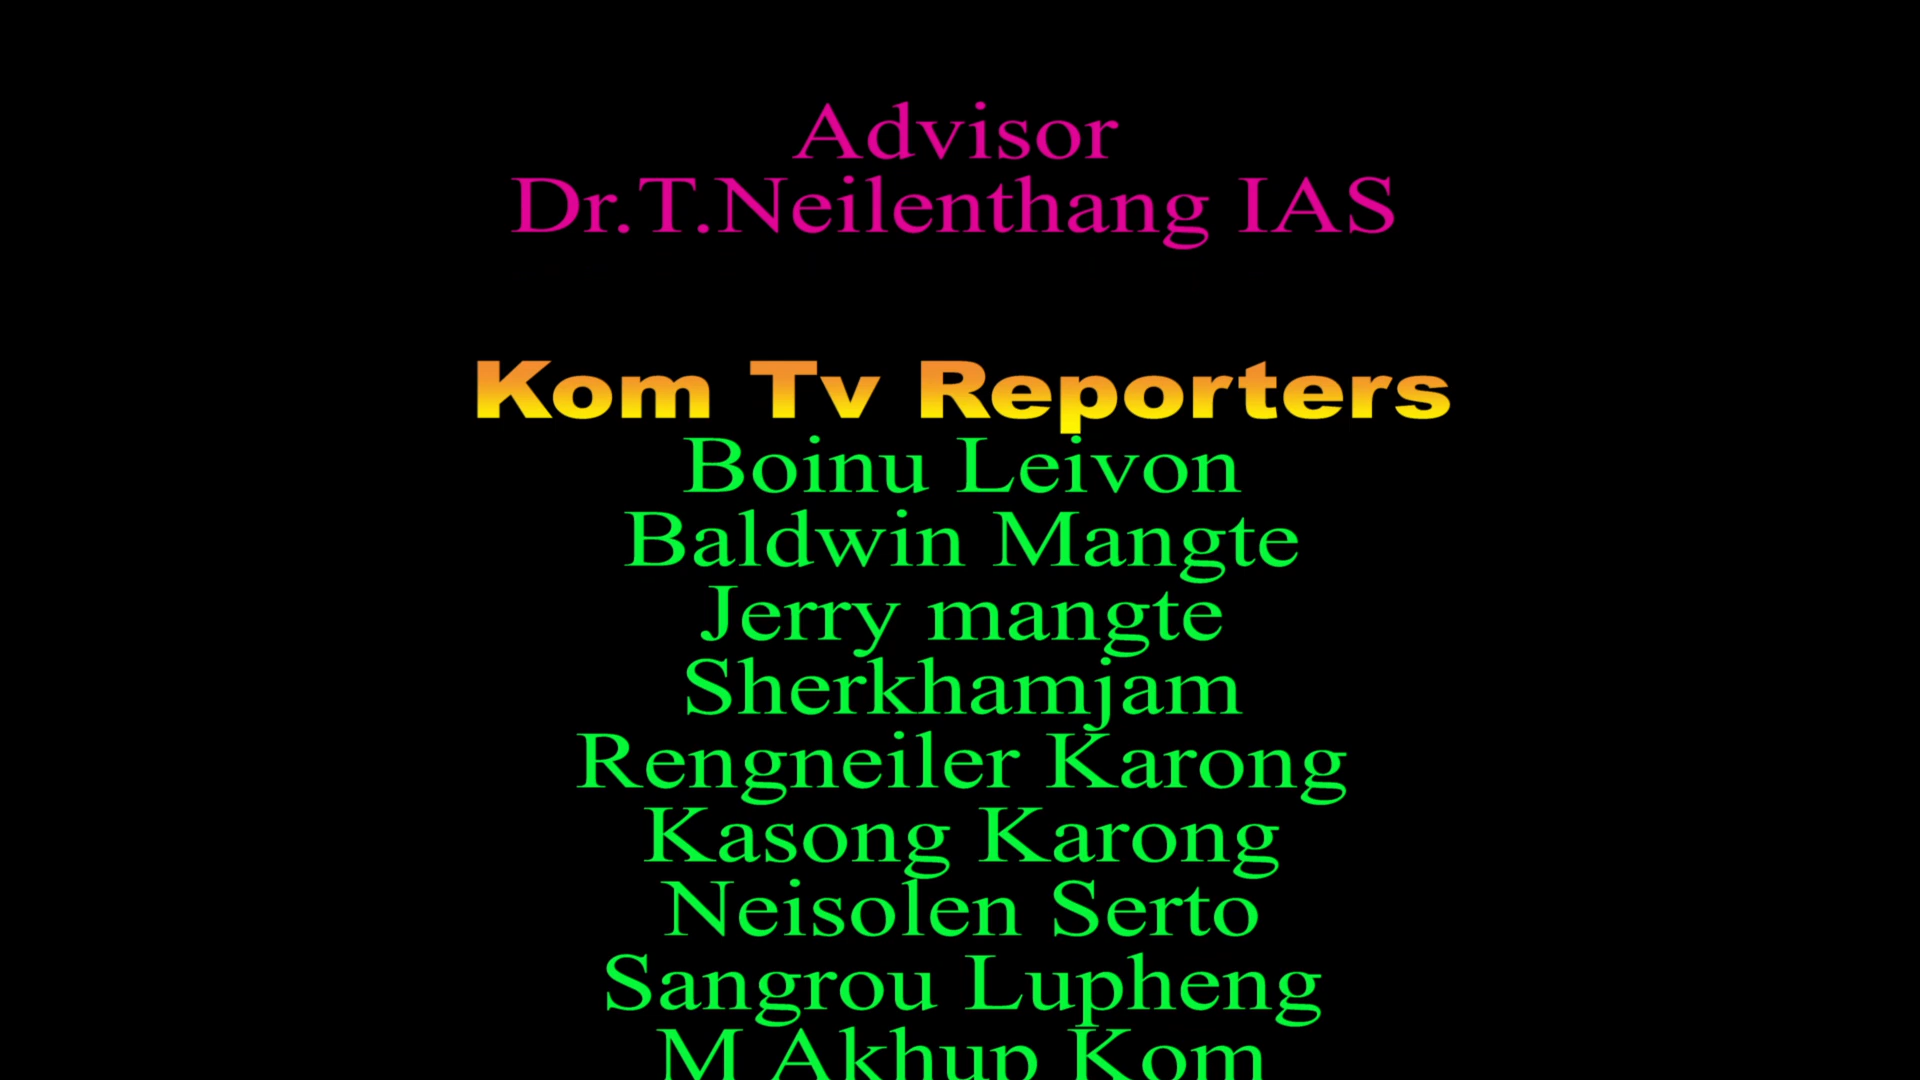 Advisor
Dr.T.Neilenthang IAS
Kom Tv Reporters
Boinu Leivon
Baldwin Mangte
Jerry mangte
Sherkhamjam
Rengneiler Karong
Kasong Karong
Neisolen Serto
Sangrou Lupheng
M Akhup Kom